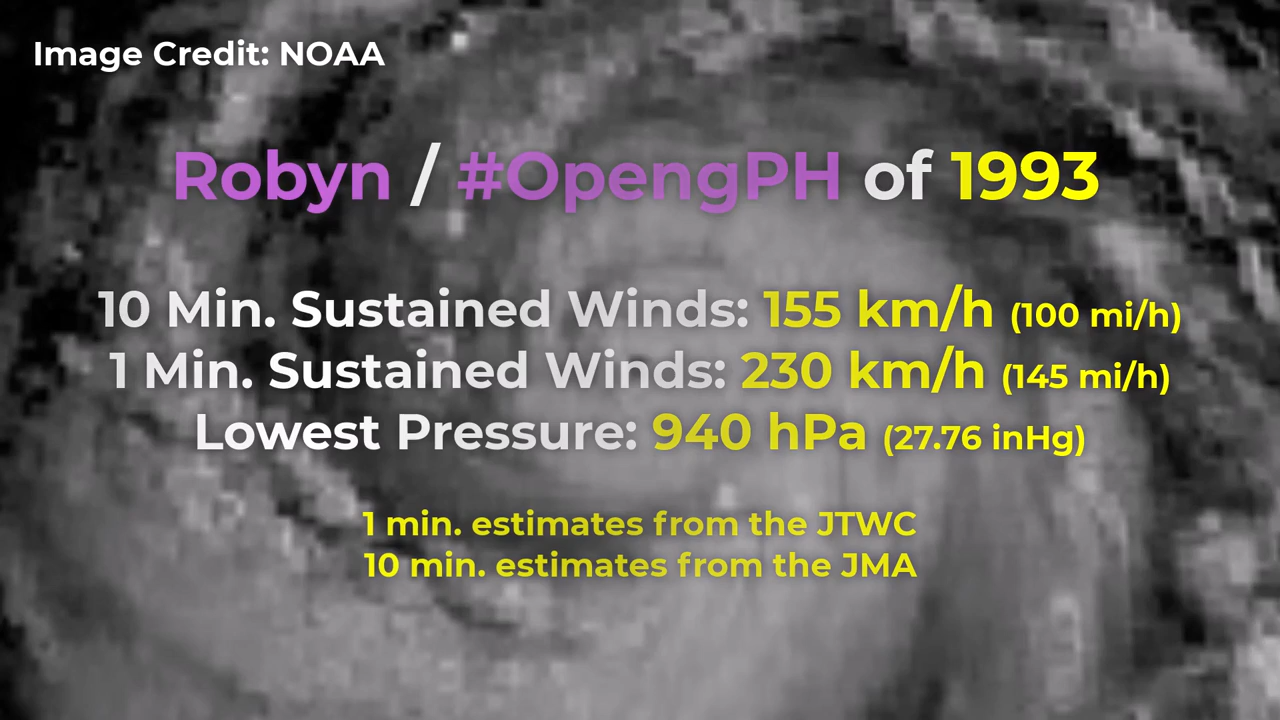 Image Credit: NOAA
Robyn / #OpengPH of 1993
10 Min. Sustained Winds: 155 km/h (100 mi/h)
1 Min. Sustained Winds: 230 km/h (145 mi/h)
Lowest Pressure: 940 hPa (27.76 inHg)
1 min. estimates from the JTWC
10 min. estimates from the JMA